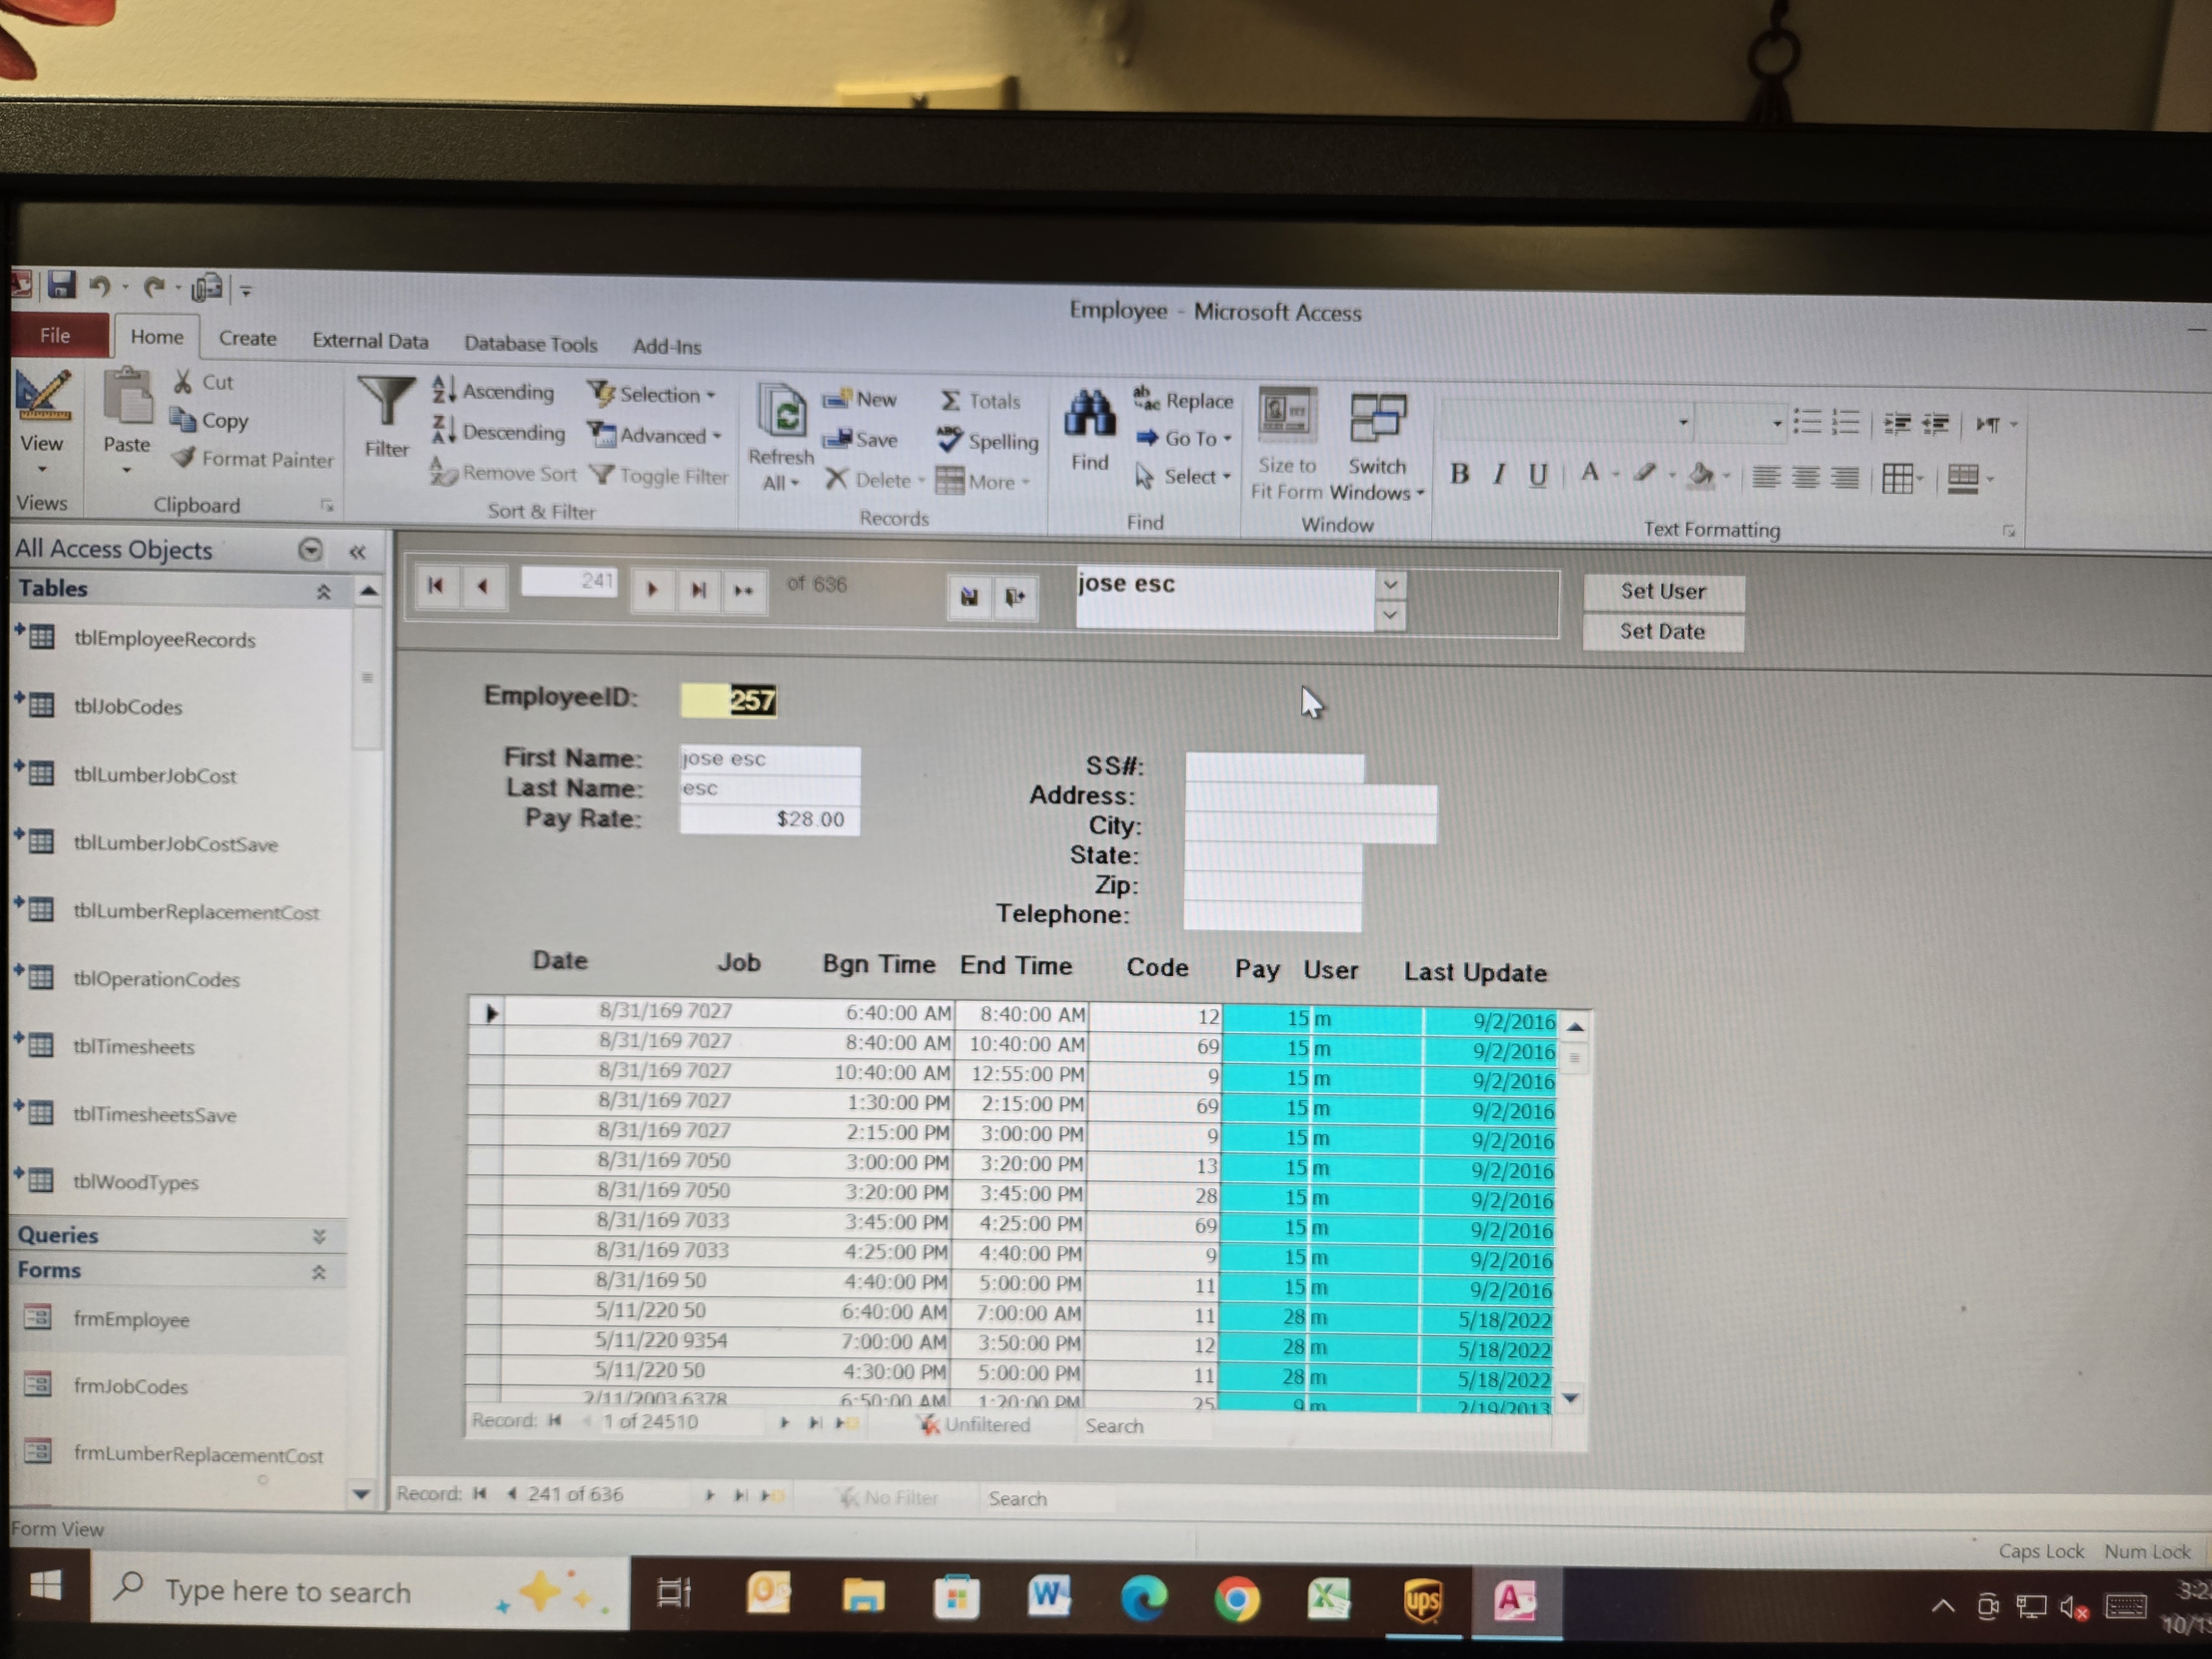 Employee - Microsoft Access
File Home Create External Data Database Tools Add-Ins
View
Views
Paste
Cut
Copy
Format Painter
Clipboard
Filter
Ascending
Descending
Remove Sort
Selection
Advanced
Toggle Filter
Sort & Filter
Refresh All
New
Save
Delete
Totals
Spelling
More
Records
Find
Replace
Go To
Select
Find
Size to Fit Form
Switch Windows
Window
B I U A
Text Formatting
All Access Objects
Tables
tblEmployeeRecords
tblJobCodes
tblLumberJobCost
tblLumberJobCostSave
tblLumberReplacementCost
tblOperationCodes
tblTimesheets
tblTimesheetsSave
tblWoodTypes
Queries
Forms
frmEmployee
frmJobCodes
frmLumberReplacementCost
241 of 636
jose esc
Set User
Set Date
EmployeeID: 257
First Name: jose esc
Last Name: esc
Pay Rate: $28.00
SS#:
Address:
City:
State:
Zip:
Telephone:
Date Job Bgn Time End Time Code Pay User Last Update
8/31/169 7027 6:40:00 AM 8:40:00 AM 12 15 m 9/2/2016
8/31/169 7027 8:40:00 AM 10:40:00 AM 69 15 m 9/2/2016
8/31/169 7027 10:40:00 AM 12:55:00 PM 9 15 m 9/2/2016
8/31/169 7027 1:30:00 PM 2:15:00 PM 69 15 m 9/2/2016
8/31/169 7027 2:15:00 PM 3:00:00 PM 9 15 m 9/2/2016
8/31/169 7050 3:00:00 PM 3:20:00 PM 13 15 m 9/2/2016
8/31/169 7050 3:20:00 PM 3:45:00 PM 28 15 m 9/2/2016
8/31/169 7033 3:45:00 PM 4:25:00 PM 69 15 m 9/2/2016
8/31/169 7033 4:25:00 PM 4:40:00 PM 9 15 m 9/2/2016
8/31/169 50 4:40:00 PM 5:00:00 PM 11 15 m 9/2/2016
5/11/220 50 6:40:00 AM 7:00:00 AM 11 28 m 5/18/2022
5/11/220 9354 7:00:00 AM 3:50:00 PM 12 28 m 5/18/2022
5/11/220 50 4:30:00 PM 5:00:00 PM 11 28 m 5/18/2022
2/11/2003 6378 6:50:00 AM 1:20:00 PM 25 9 m 2/19/2013
Record: 1 of 24510 Unfiltered Search
Record: 241 of 636 No Filter Search
Form View
Caps Lock Num Lock
Type here to search
ups